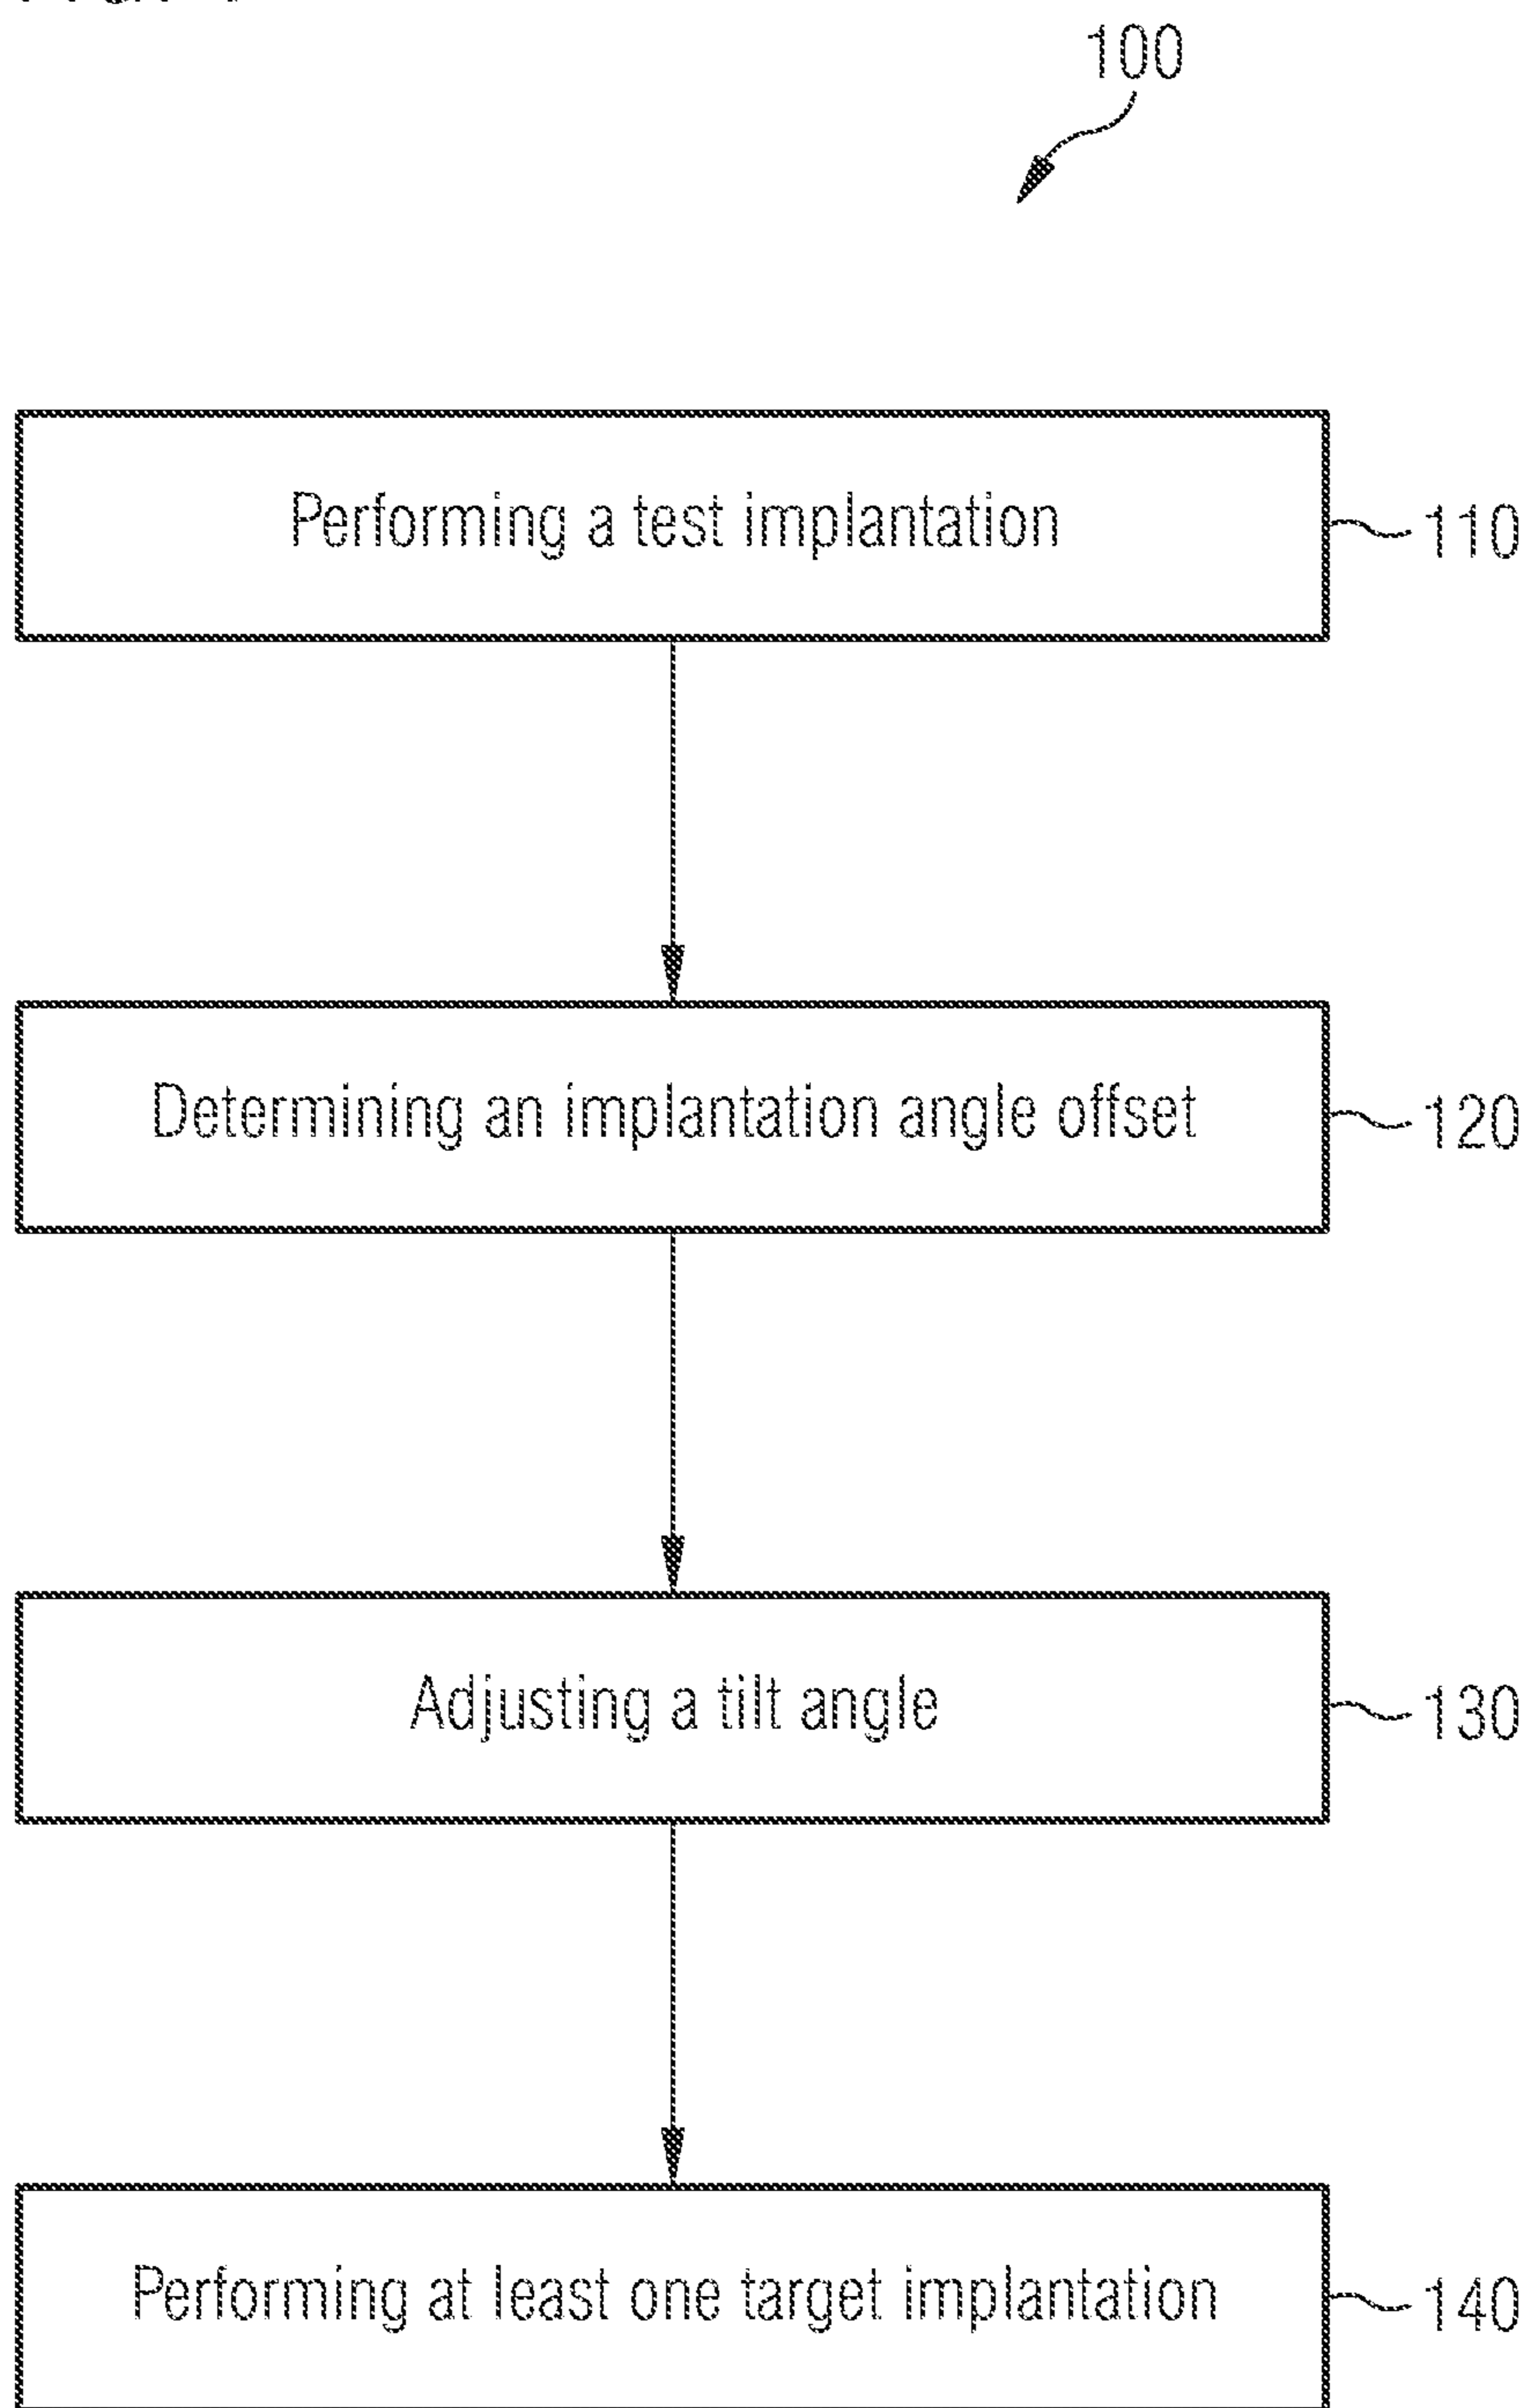 100
Performing a test implantation
110
Determining an implantation angle offset
120
Adjusting a tilt angle
130
Performing at least one target implantation
140